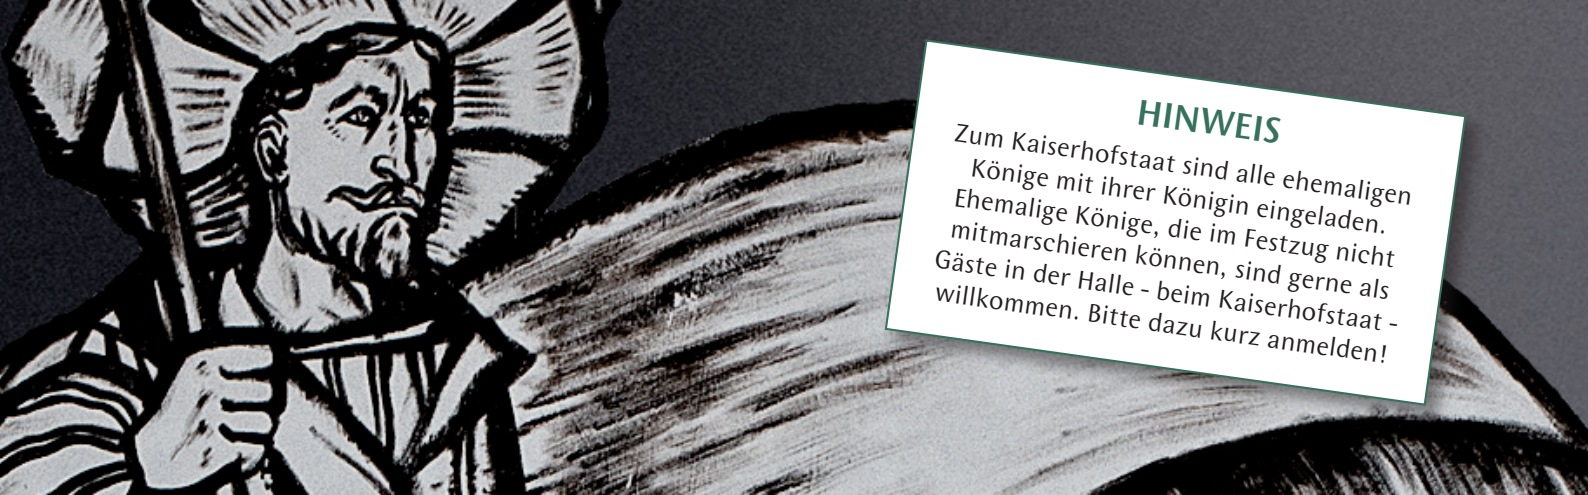 HINWEIS
Zum Kaiserhofstaat sind alle ehemaligen
Könige mit ihrer Königin eingeladen.
Ehemalige Könige, die im Festzug nicht
mitmarschieren können, sind gerne als
Gäste in der Halle - beim Kaiserhofstaat -
willkommen. Bitte dazu kurz anmelden!